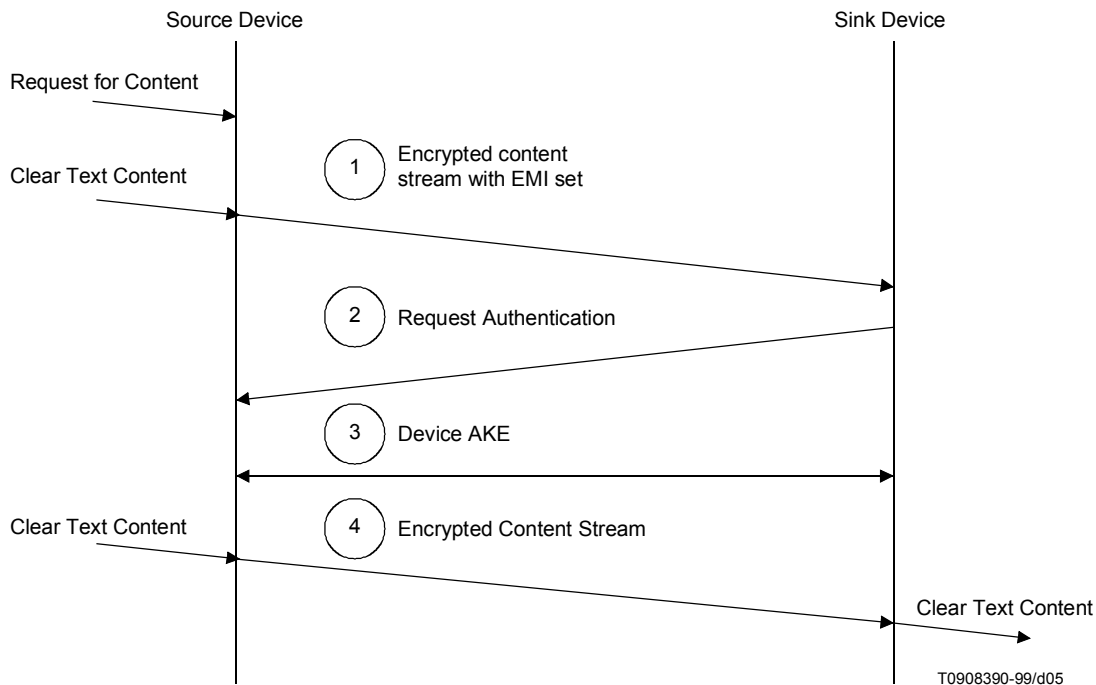 Source Device
Sink Device
Request for Content
1
Encrypted content
stream with EMI set
Clear Text Content
2
Request Authentication
3
Device AKE
Clear Text Content
4
Encrypted Content Stream
Clear Text Content
T0908390-99/d05